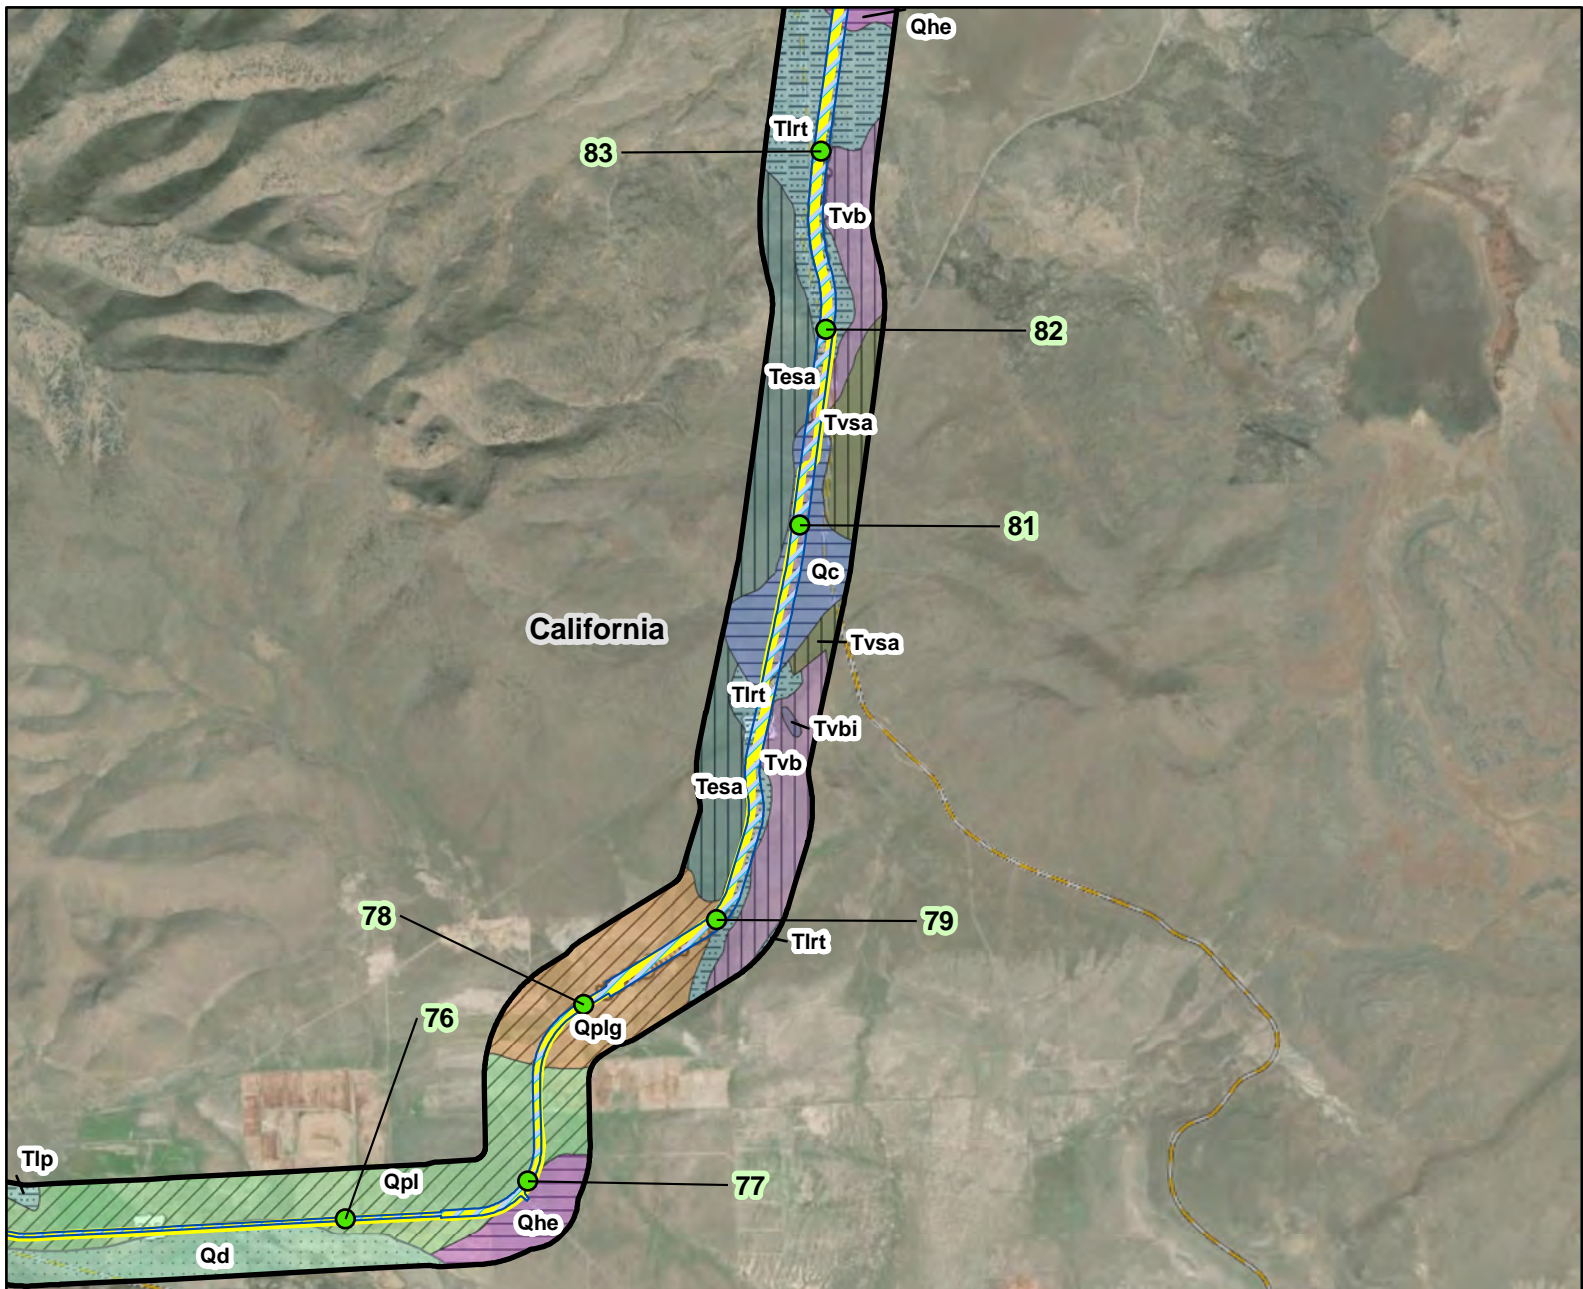 Qhe
Tlrt
83
Tvb
82
Tesa
Tvsa
81
Qc
California
Tvsa
Tlrt
Tvbi
Tvb
Tesa
78
79
Tlrt
76
Qplg
Tlp
Qpl
77
Qhe
Qd